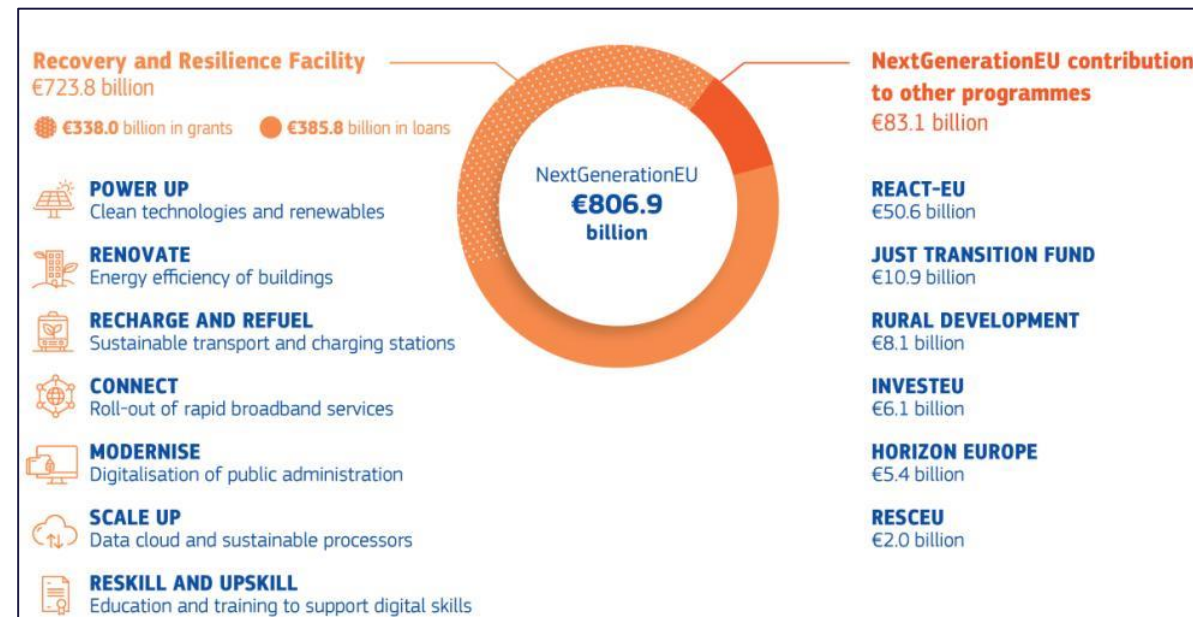 Recovery and Resilience Facility
€723.8 billion
€338.0 billion in grants
€385.8 billion in loans
POWER UP
Clean technologies and renewables
RENOVATE
Energy efficiency of buildings
RECHARGE AND REFUEL
Sustainable transport and charging stations
CONNECT
Roll-out of rapid broadband services
MODERNISE
Digitalisation of public administration
SCALE UP
Data cloud and sustainable processors
RESKILL AND UPSKILL
Education and training to support digital skills
NextGenerationEU
€806.9
billion
NextGenerationEU contribution
to other programmes
€83.1 billion
REACT-EU
€50.6 billion
JUST TRANSITION FUND
€10.9 billion
RURAL DEVELOPMENT
€8.1 billion
INVESTEU
€6.1 billion
HORIZON EUROPE
€5.4 billion
RESCEU
€2.0 billion